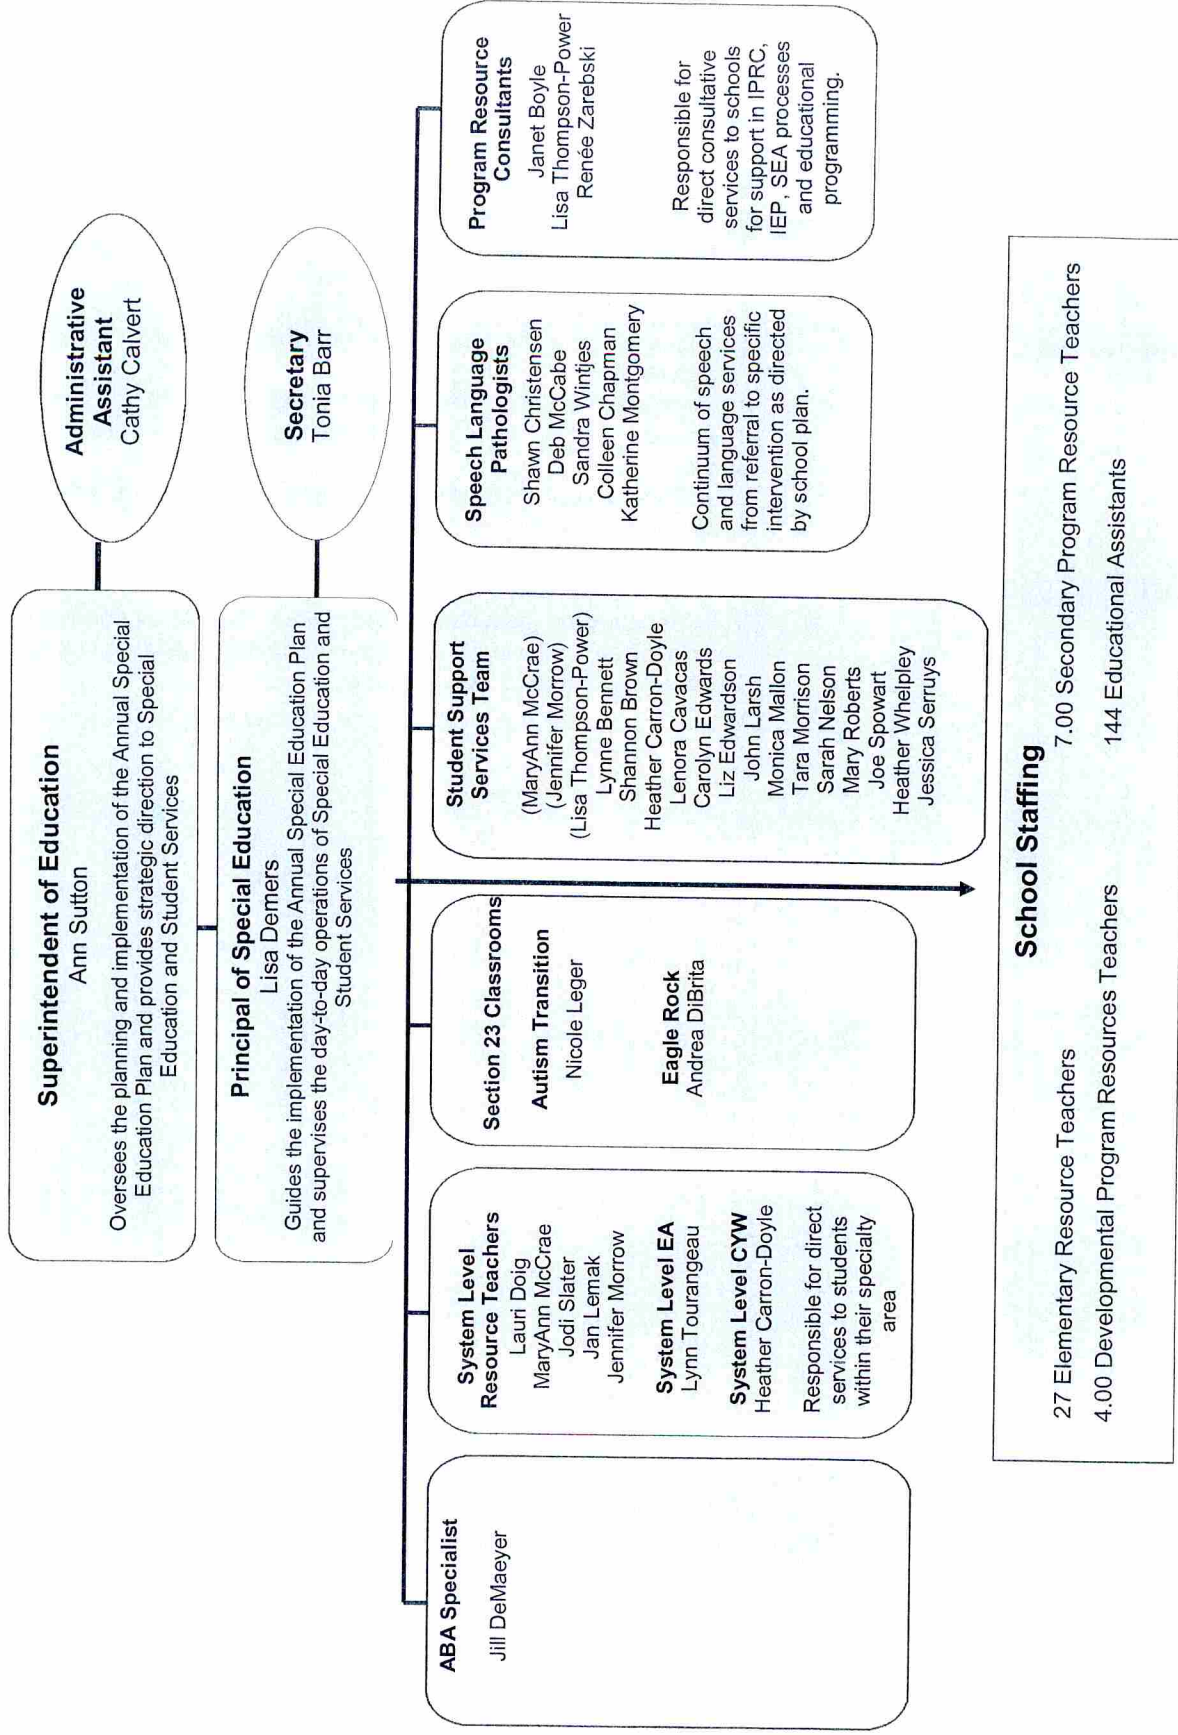 Superintendent of Education
Ann Sutton
Oversees the planning and implementation of the Annual Special
Education Plan and provides strategic direction to Special
Education and Student Services
Administrative
Assistant
Cathy Calvert
Principal of Special Education
Lisa Demers
Guides the implementation of the Annual Special Education Plan
and supervises the day-to-day operations of Special Education and
Student Services
Secretary
Tonia Barr
ABA Specialist
Jill DeMaeyer
System Level
Resource Teachers
Lauri Doig
MaryAnn McCrae
Jodi Slater
Jan Lemak
Jennifer Morrow
System Level EA
Lynn Tourangeau
System Level CYW
Heather Carron-Doyle
Responsible for direct
services to students
within their specialty
area
Section 23 Classrooms
Autism Transition
Nicole Leger
Eagle Rock
Andrea DiBrita
Student Support
Services Team
(MaryAnn McCrae)
(Jennifer Morrow)
(Lisa Thompson-Power)
Lynne Bennett
Shannon Brown
Heather Carron-Doyle
Lenora Cavacas
Carolyn Edwards
Liz Edwardson
John Larsh
Monica Mallon
Tara Morrison
Sarah Nelson
Mary Roberts
Joe Spowart
Heather Whelpley
Jessica Serruys
Speech Language
Pathologists
Shawn Christensen
Deb McCabe
Sandra Wintjes
Colleen Chapman
Katherine Montgomery
Continuum of speech
and language services
from referral to specific
intervention as directed
by school plan.
Program Resource
Consultants
Janet Boyle
Lisa Thompson-Power
Renée Zarebski
Responsible for
direct consultative
services to schools
for support in IPRC,
IEP, SEA processes
and educational
programming.
School Staffing
27 Elementary Resource Teachers
7.00 Secondary Program Resource Teachers
4.00 Developmental Program Resources Teachers
144 Educational Assistants